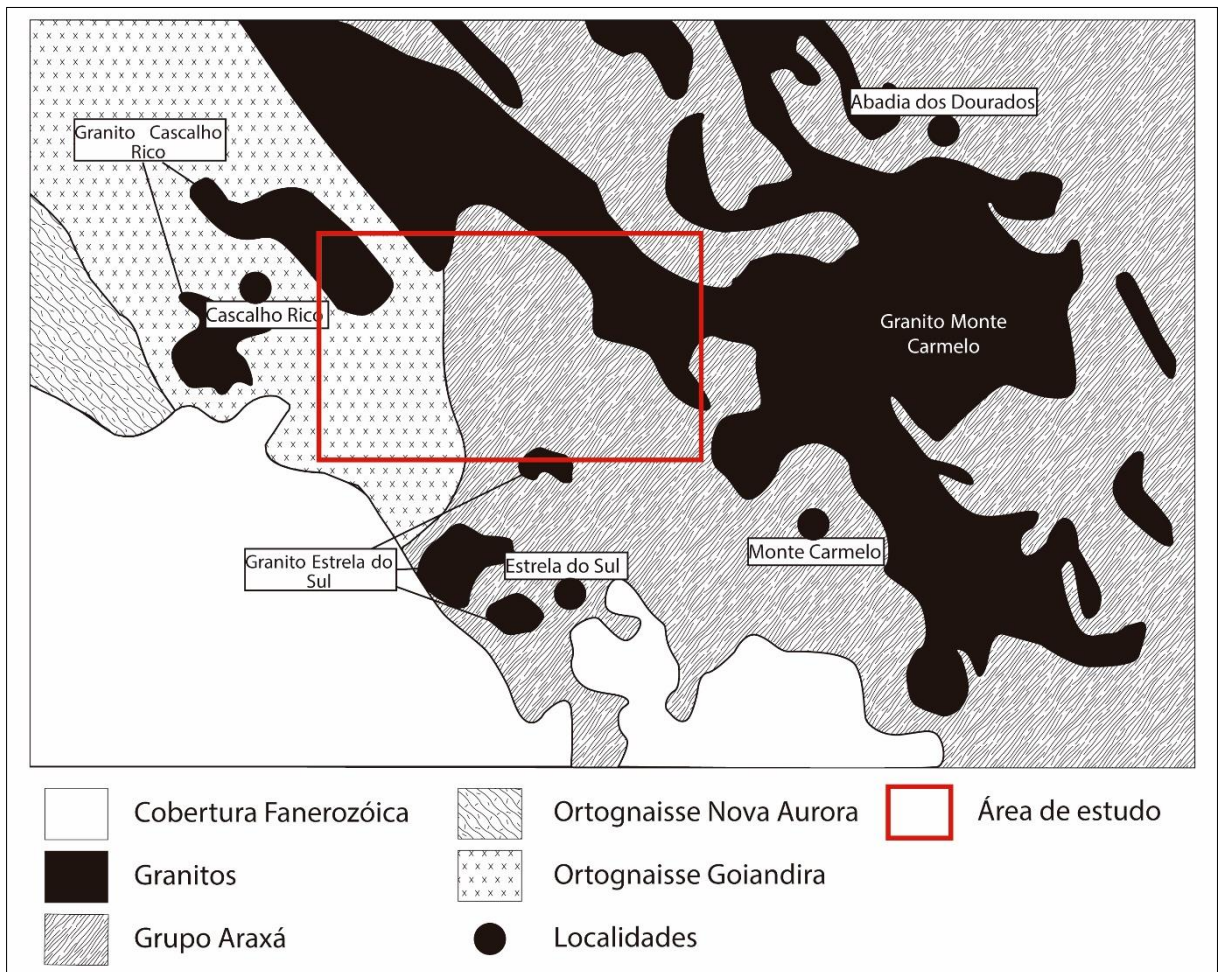 Abadia dos Dourados
Granito Cascalho
Rico
Cascalho Rico
Granito Monte
Carmelo
Granito Estrela do
Sul
Estrela do Sul
Monte Carmelo
Cobertura Fanerozóica
Ortognaisse Nova Aurora
Área de estudo
Granitos
Ortognaisse Goiandira
Grupo Araxá
Localidades